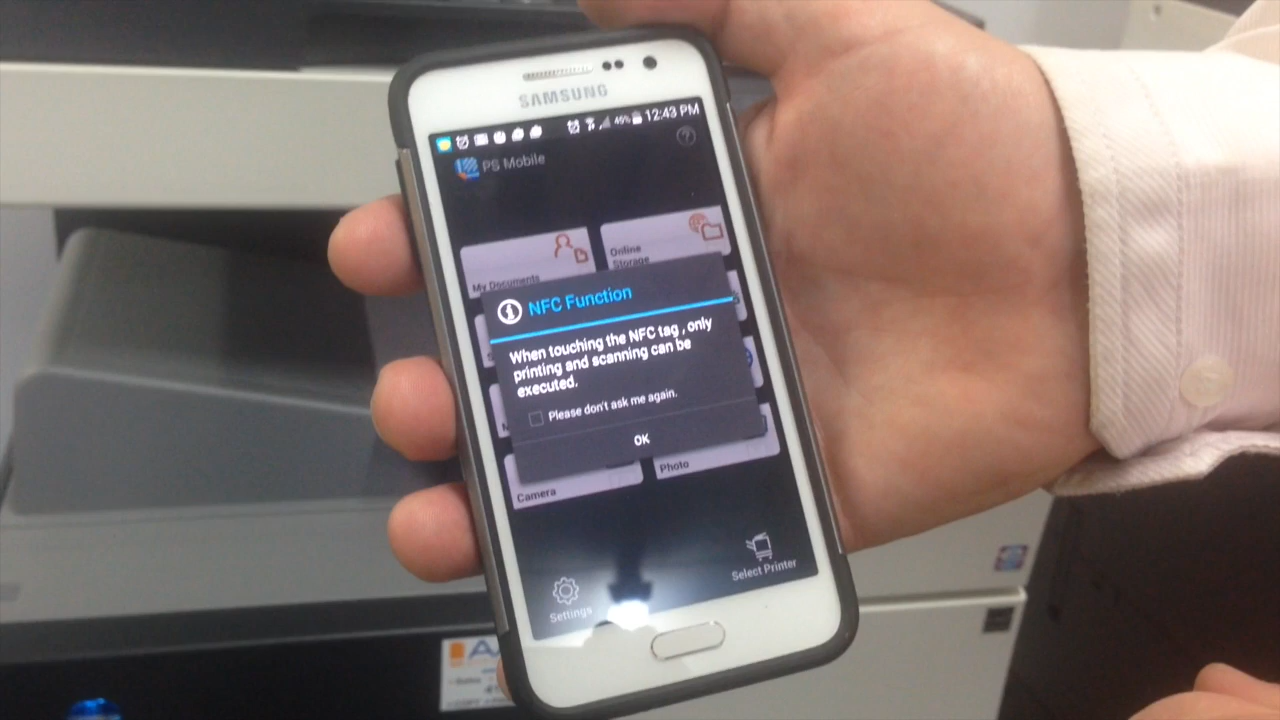 SAMSUNG
45% 12:43 PM
PS Mobile
My Documents
Online
Storage
NFC Function
When touching the NFC tag , only
printing and scanning can be
executed.
Please don't ask me again.
OK
Camera
Photo
Settings
Select Printer